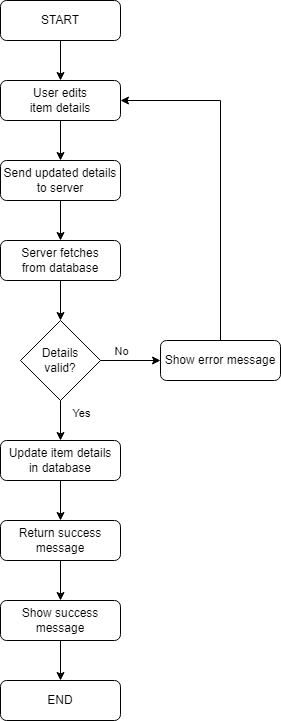 START
User edits
item details
Send updated details
to server
Server fetches
from database
Details
valid?
No
Show error message
Yes
Update item details
in database
Return success
message
Show success
message
END